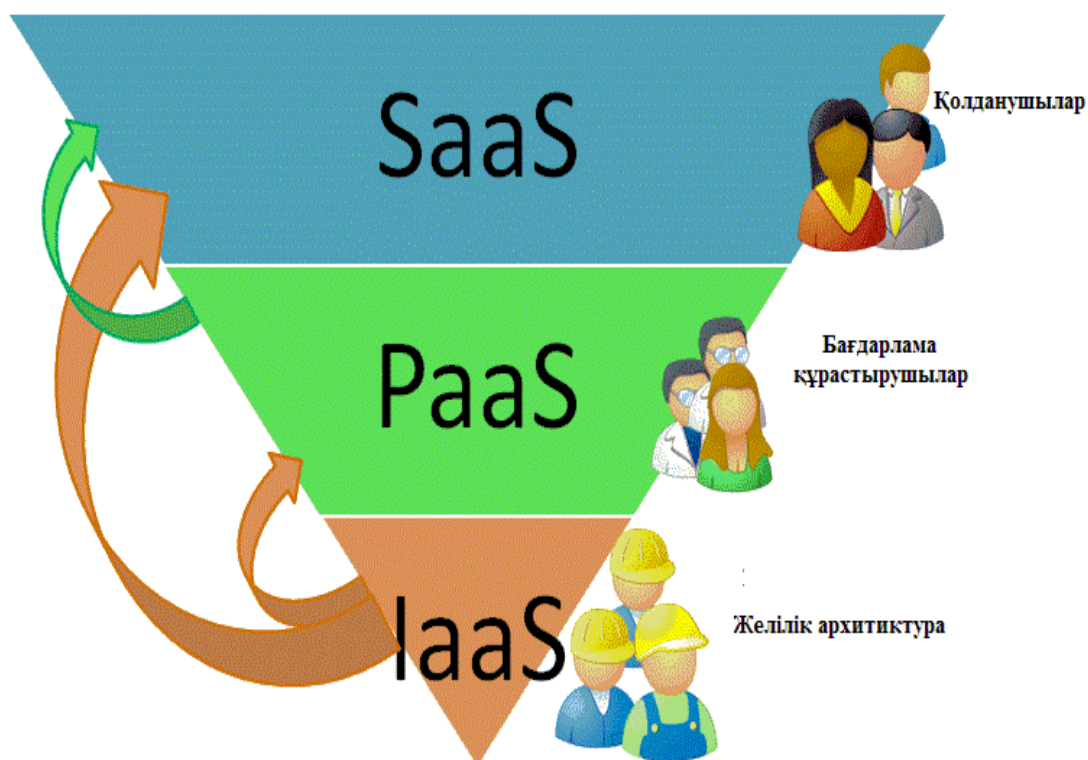 SaaS
Қолданушылар
PaaS
Бағдарлама
құрастырушылар
IaaS
Желілік архитиктура